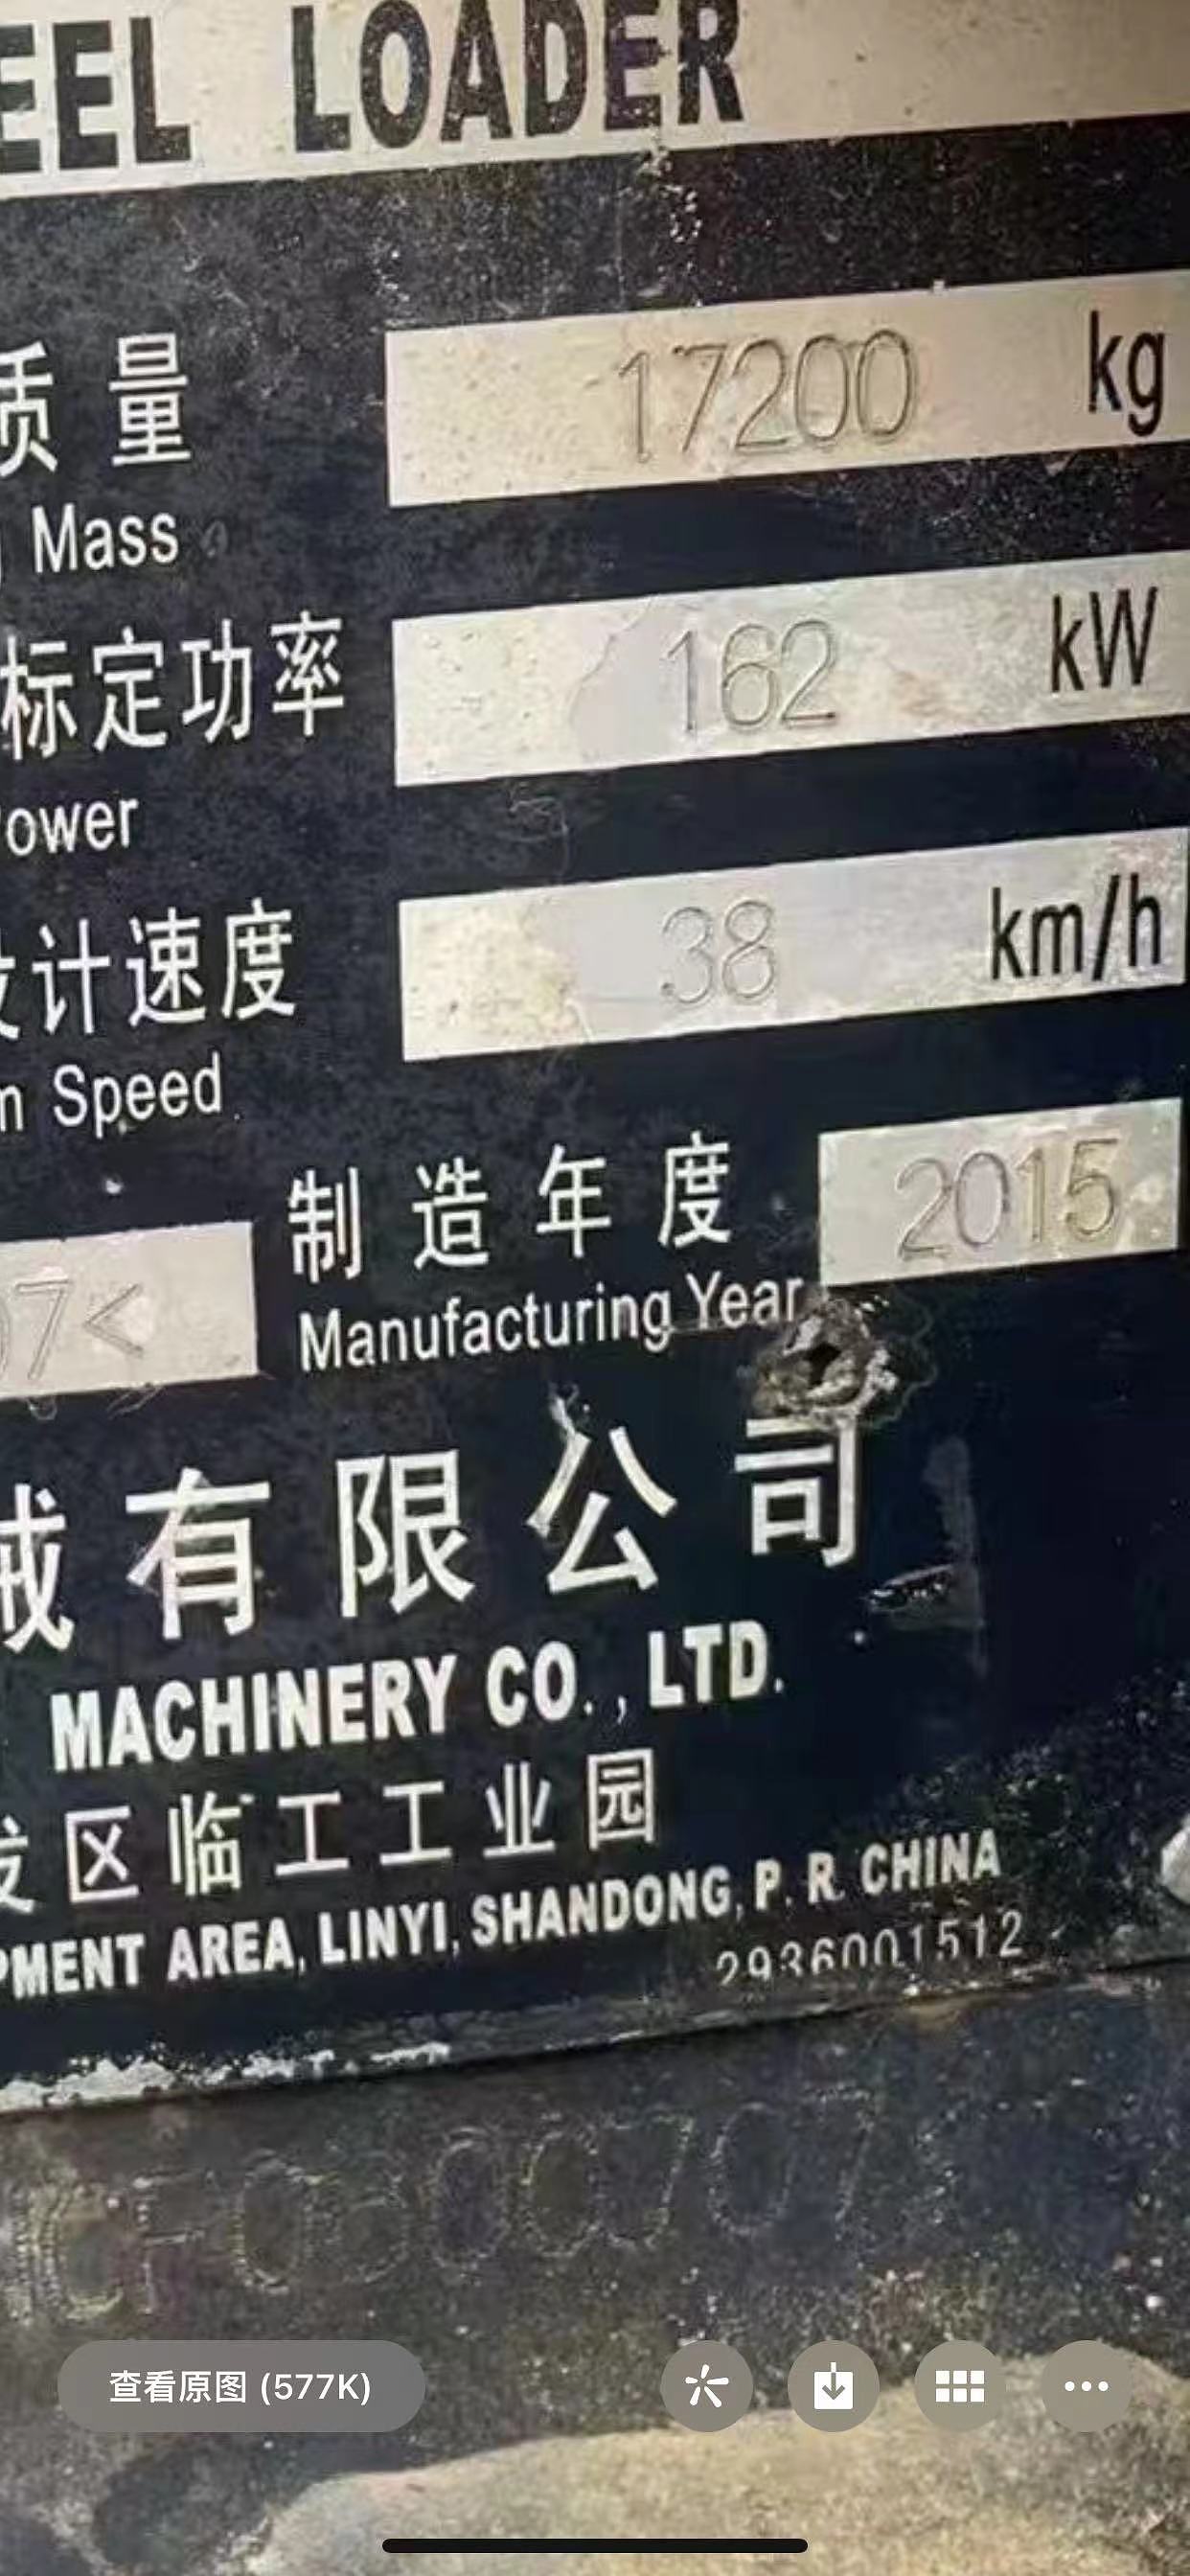 EEL LOADER
质量 17200 kg
Mass
标定功率 162 kW
ower
设计速度 38 km/h
m Speed
制造年度 2015
07<
Manufacturing Year
械有限公司
MACHINERY CO., LTD.
发区临工工业园
PMENT AREA, LINYI, SHANDONG, P. R. CHINA
2936001512
查看原图 (577K)